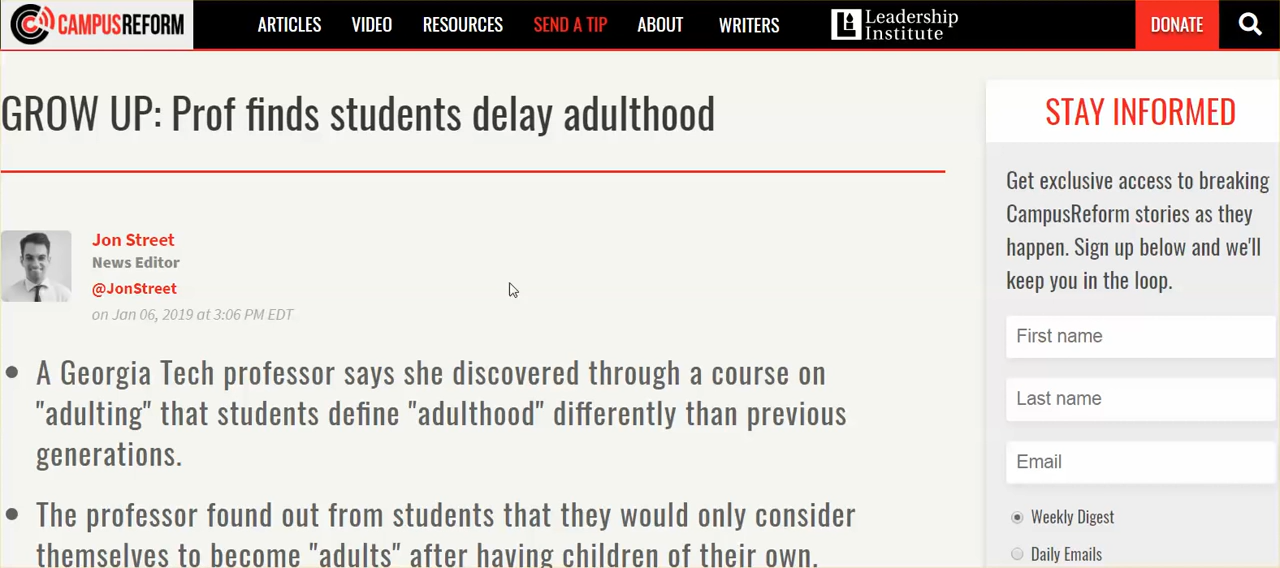 CAMPUSREFORM
ARTICLES VIDEO RESOURCES SEND A TIP ABOUT WRITERS
Leadership
Institute
DONATE
GROW UP: Prof finds students delay adulthood
Jon Street
News Editor
@JonStreet
on Jan 06, 2019 at 3:06 PM EDT
A Georgia Tech professor says she discovered through a course on
"adulting" that students define "adulthood" differently than previous
generations.
The professor found out from students that they would only consider
themselves to become "adults" after having children of their own.
STAY INFORMED
Get exclusive access to breaking
CampusReform stories as they
happen. Sign up below and we'll
keep you in the loop.
First name
Last name
Email
Weekly Digest
Daily Emails